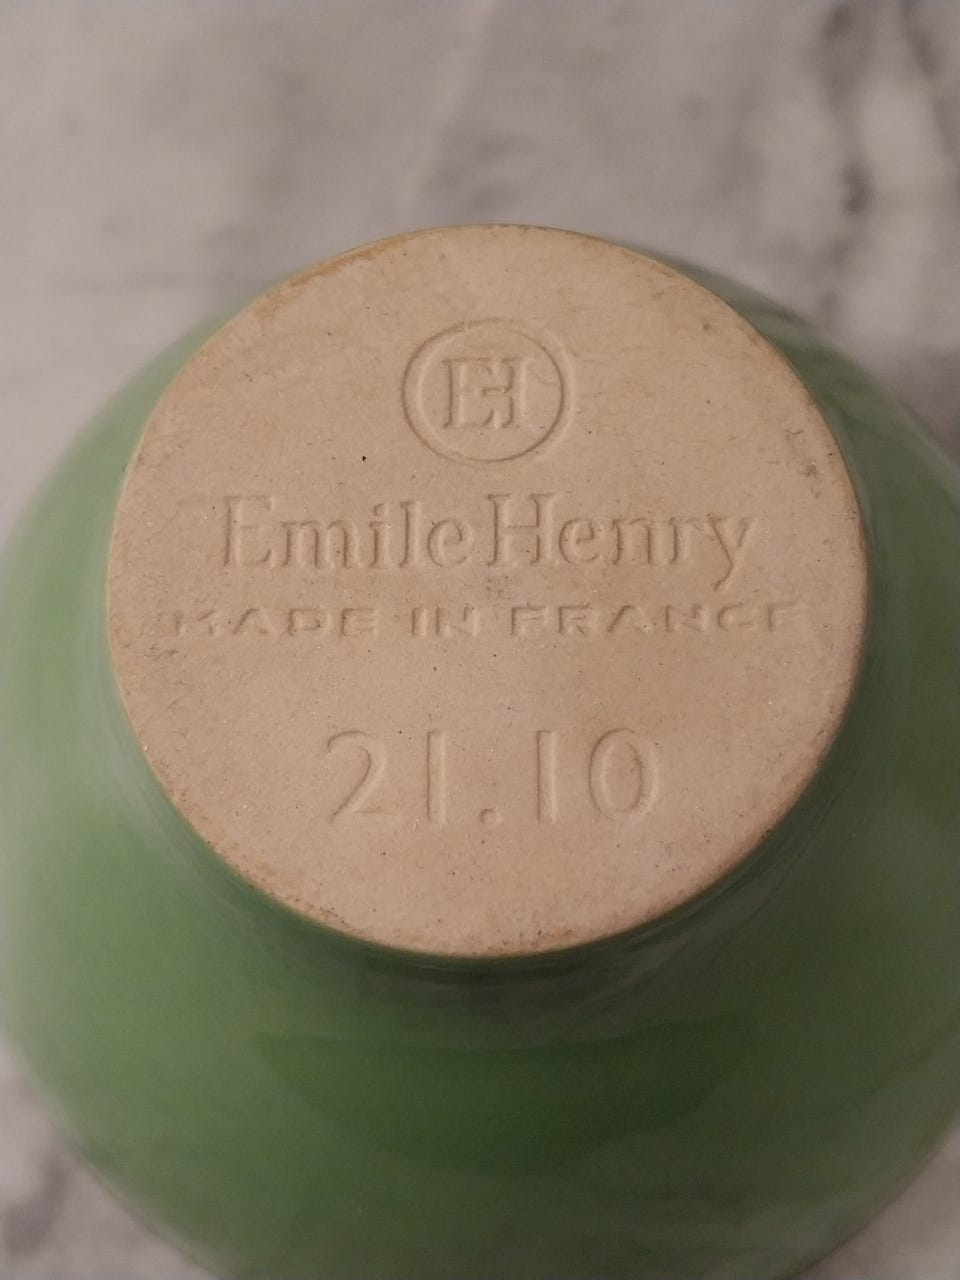 EH
Emile Henry
MADE IN FRANCE
21.10